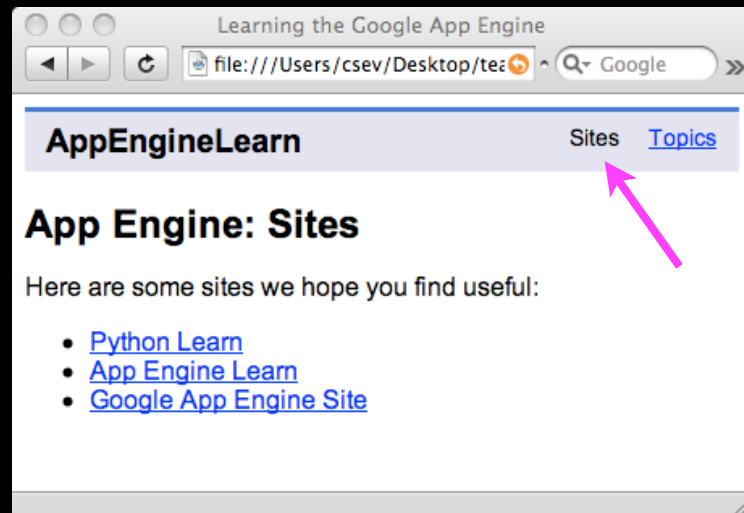 Learning the Google App Engine
file:///Users/csev/Desktop/tea Google
AppEngineLearn Sites Topics
App Engine: Sites
Here are some sites we hope you find useful:
• Python Learn
• App Engine Learn
• Google App Engine Site